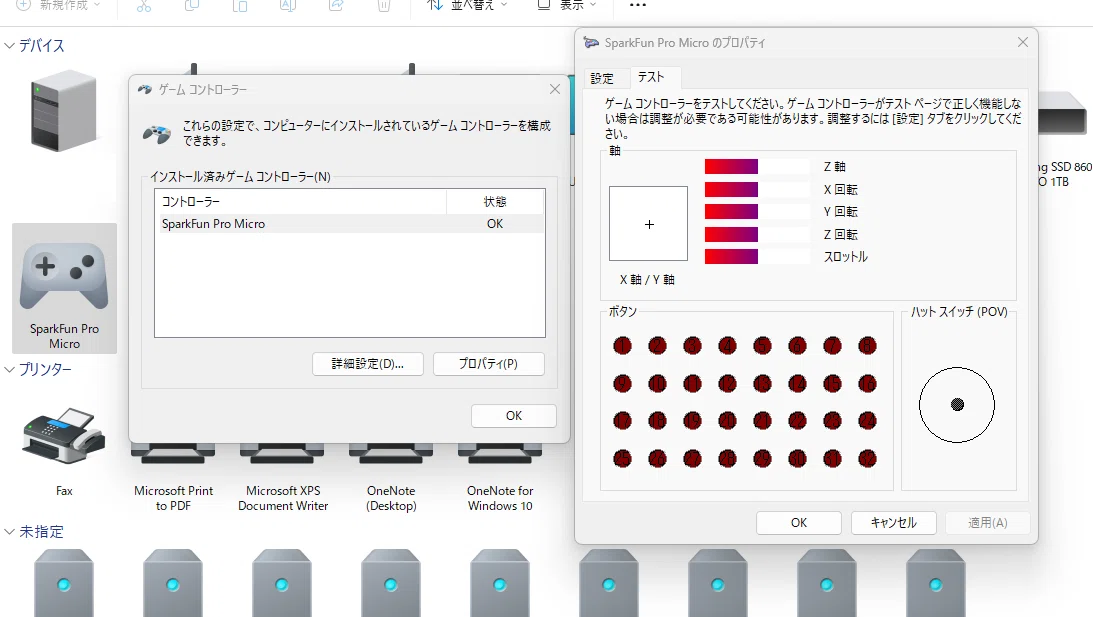 新規作成
並べ替え
表示
デバイス
SparkFun Pro
Micro
プリンター
Fax
Microsoft Print
to PDF
Microsoft XPS
Document Writer
OneNote
(Desktop)
OneNote for
Windows 10
未指定
ng SSD 860
O 1TB
ゲーム コントローラー
これらの設定で、コンピューターにインストールされているゲーム コントローラーを構成
できます。
インストール済みゲーム コントローラー(N)
コントローラー 状態
SparkFun Pro Micro OK
詳細設定(D)... プロパティ(P)
OK
SparkFun Pro Micro のプロパティ
設定 テスト
ゲーム コントローラーをテストしてください。ゲーム コントローラーがテスト ページで正しく機能しな
い場合は調整が必要である可能性があります。調整するには [設定] タブをクリックしてくだ
さい。
軸
Z 軸
X 回転
Y 回転
Z 回転
スロットル
X 軸 / Y 軸
ボタン
ハット スイッチ (POV)
OK キャンセル 適用(A)